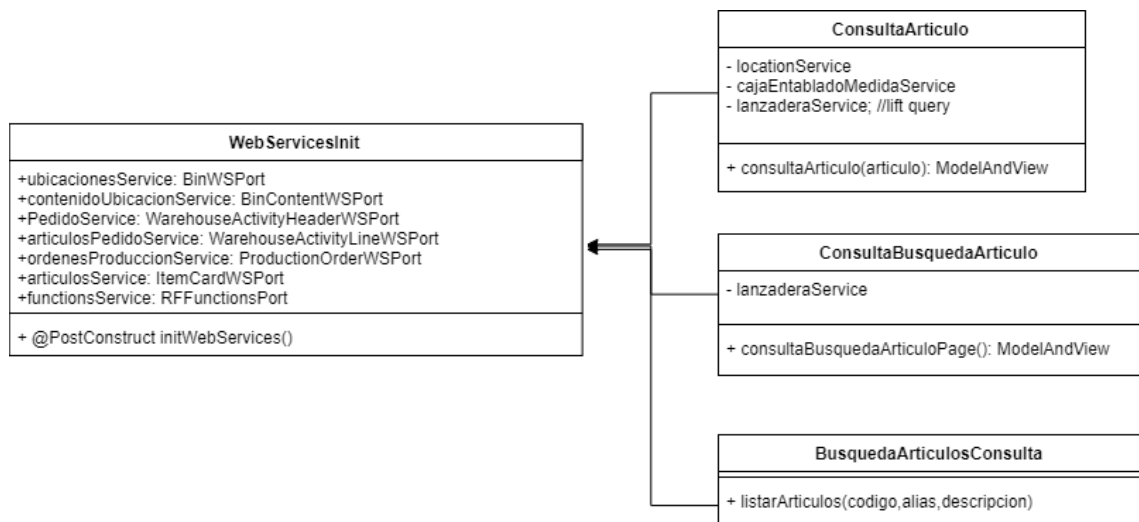 WebServicesInit
+ubicacionesService: BinWSPort
+contenidoUbicacionService: BinContentWSPort
+PedidoService: WarehouseActivityHeaderWSPort
+articulosPedidoService: WarehouseActivityLineWSPort
+ordenesProduccionService: ProductionOrderWSPort
+articulosService: ItemCardWSPort
+functionsService: RFFunctionsPort
+ @PostConstruct initWebServices()
ConsultaArticulo
- locationService
- cajaEntabladoMedidaService
- lanzaderaService; //lift query
+ consultaArticulo(articulo): ModelAndView
ConsultaBusquedaArticulo
- lanzaderaService
+ consultaBusquedaArticuloPage(): ModelAndView
BusquedaArticulosConsulta
+ listarArticulos(codigo,alias,descripcion)